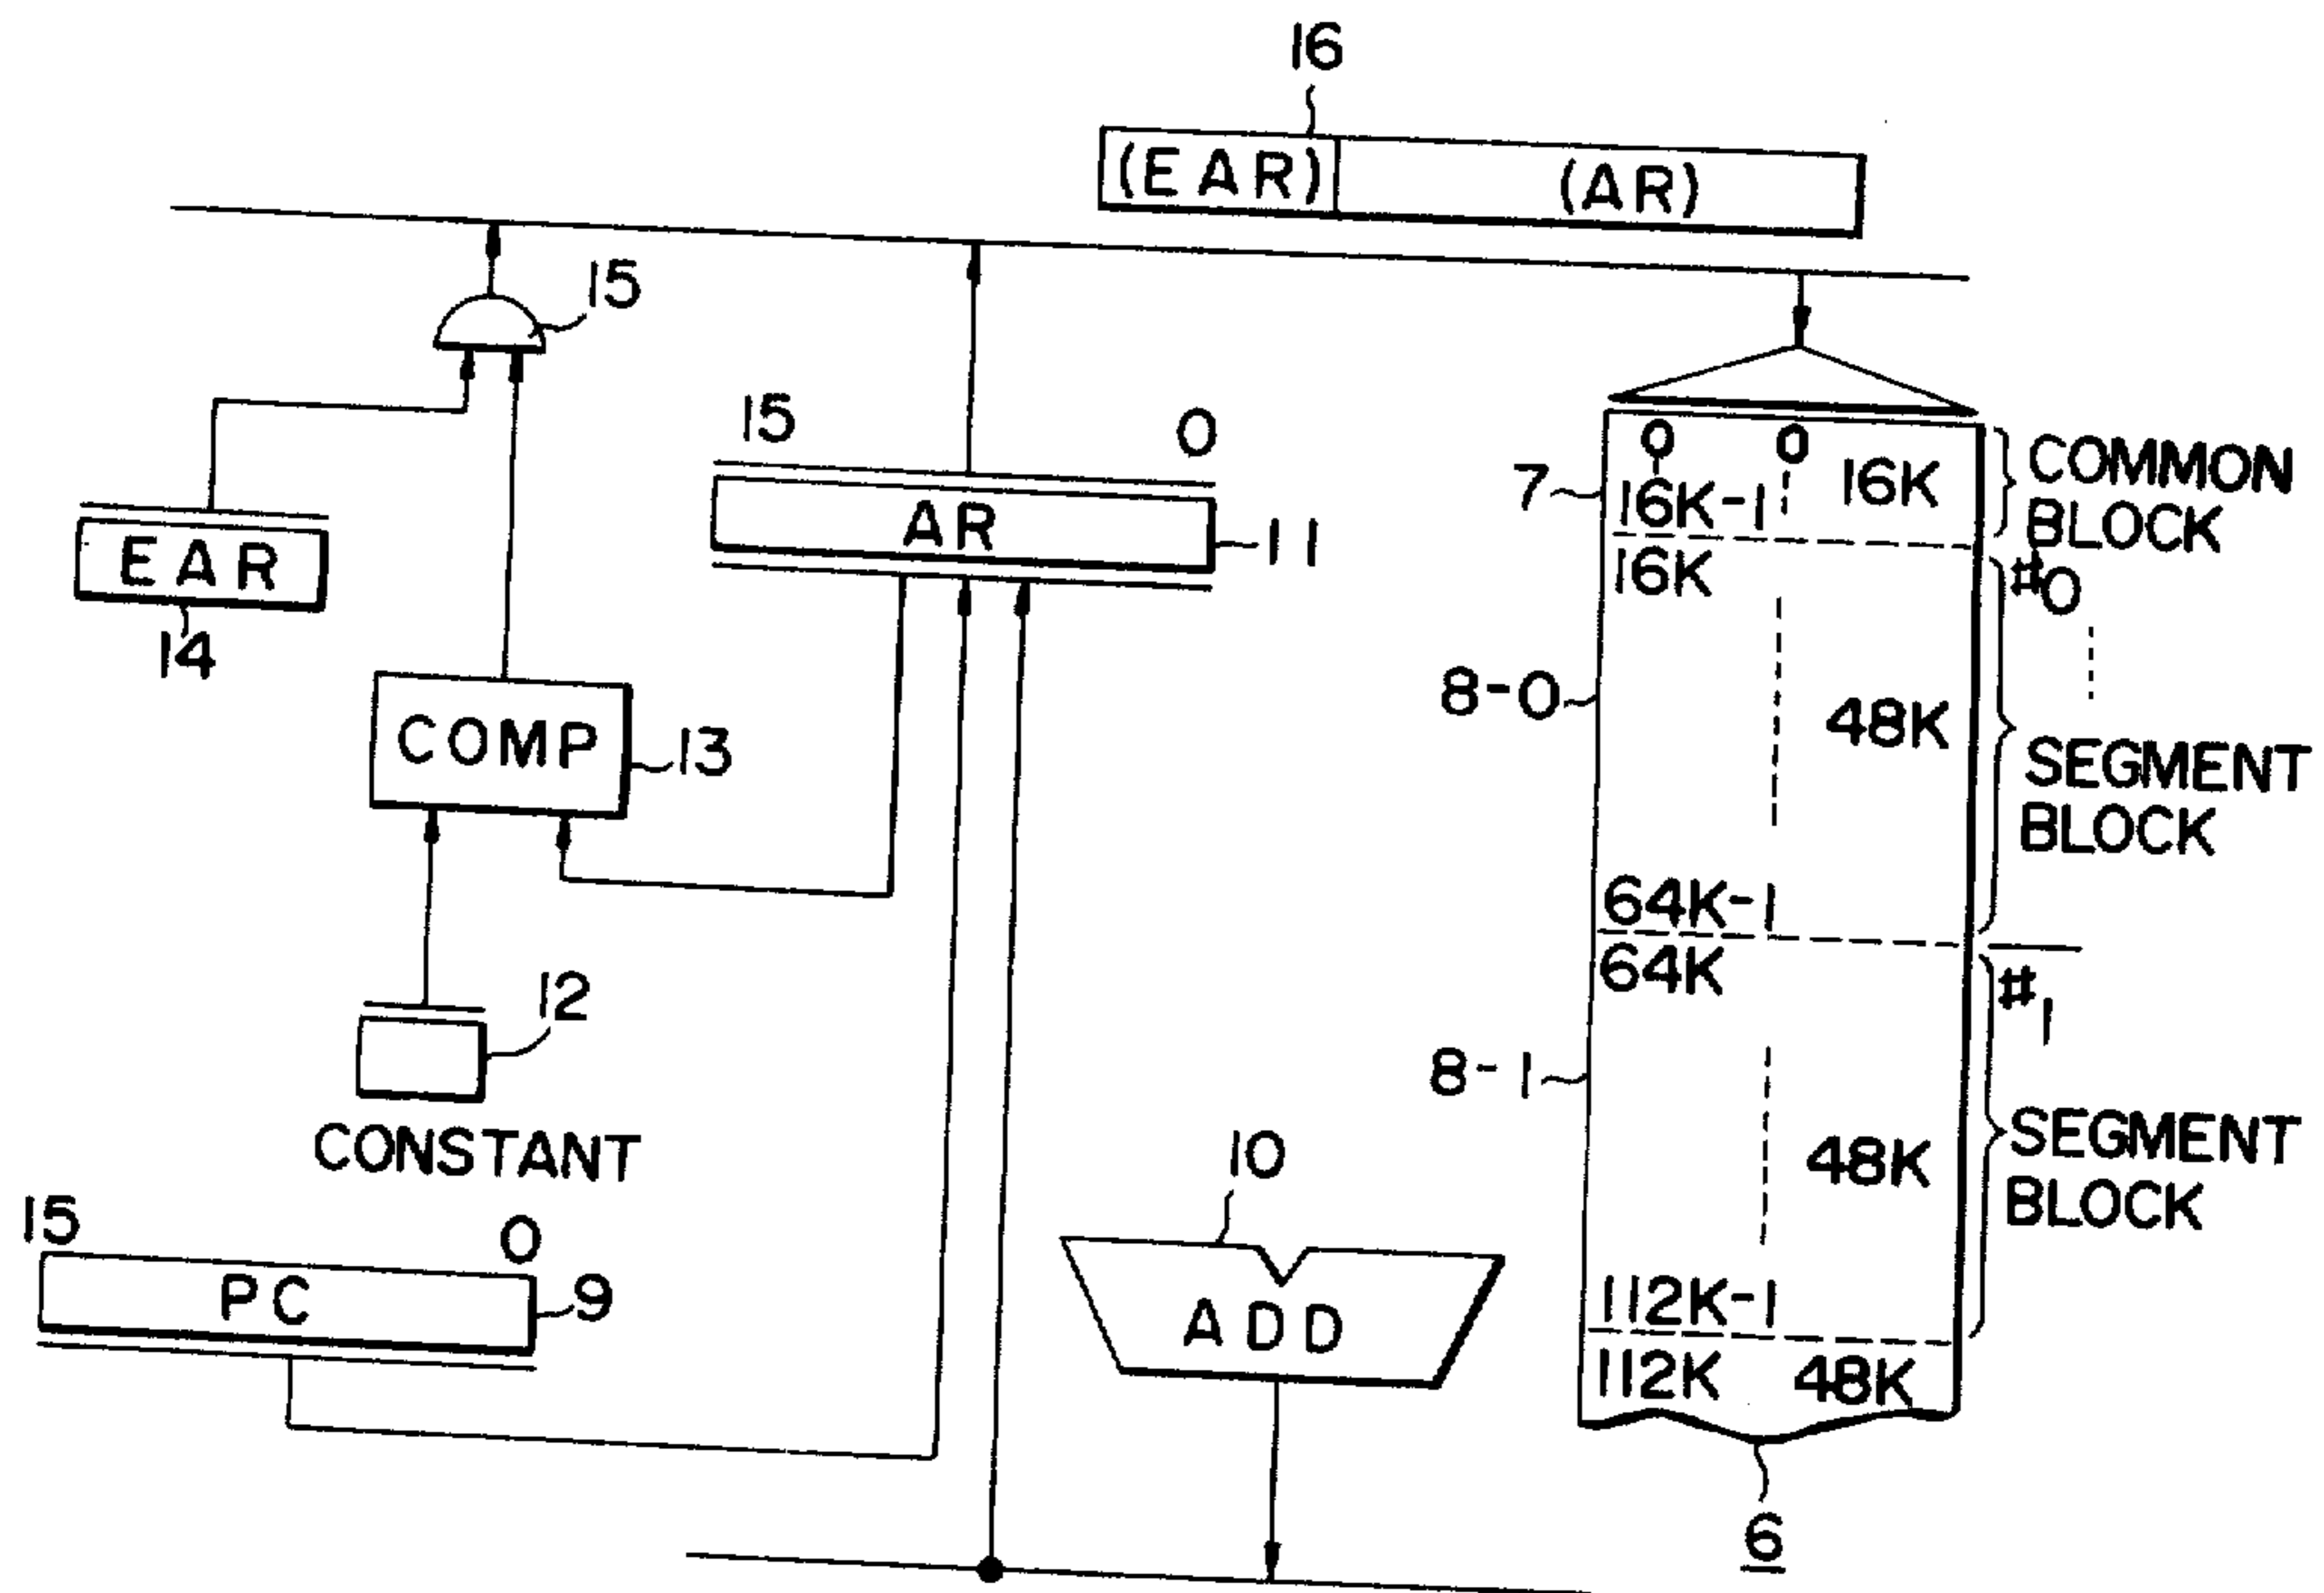 16
(EAR) (AR)
15
15 0
AR
11
EAR
14
COMP
13
12
CONSTANT
15 0
PC
9
10
ADD
7
0 0
16K-1 16K
COMMON
BLOCK
16K
#0
8-0
48K
SEGMENT
BLOCK
64K-1
64K
#1
8-1
48K
SEGMENT
BLOCK
112K-1
112K 48K
6